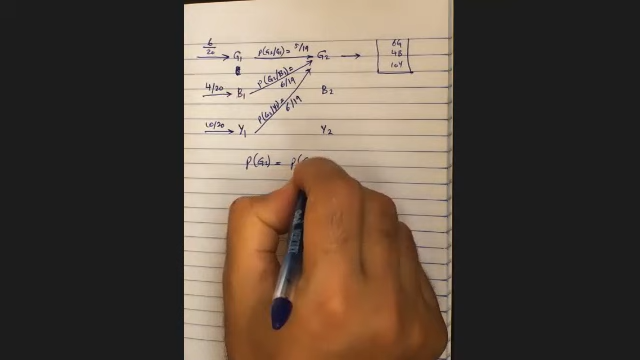 6/20 G₁ P(G₂/G₁) = 5/19 G₂
6G
4B
10Y
4/20 B₁ P(G₂/B₁) = 6/19 B₂
10/20 Y₁ P(G₂/Y₁) = 6/19 Y₂
P(G₂) = P(G